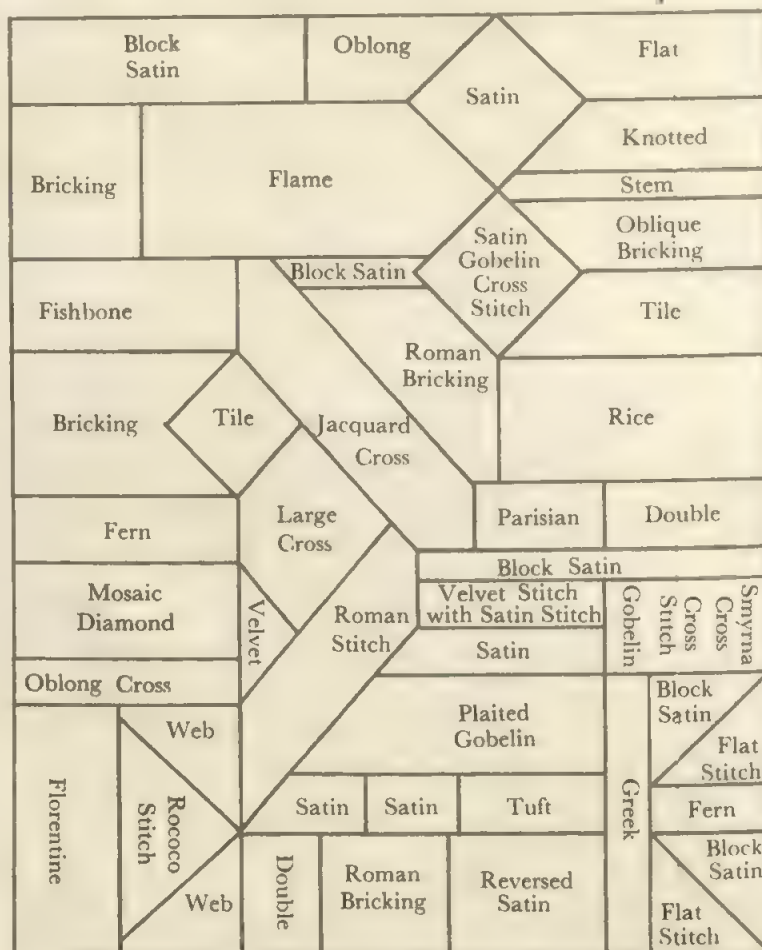 Block
Satin
Oblong
Satin
Flat
Knotted
Stem
Bricking
Flame
Satin
Gobelin
Cross
Stitch
Oblique
Bricking
Block Satin
Fishbone
Tile
Roman
Bricking
Bricking
Tile
Jacquard
Cross
Rice
Fern
Large
Cross
Parisian
Double
Block Satin
Mosaic
Diamond
Velvet
Roman
Stitch
Velvet Stitch
with Satin Stitch
Gobelin
Smyrna
Cross
Cross
Stitch
Satin
Oblong Cross
Block
Satin
Flat
Stitch
Web
Plaited
Gobelin
Florentine
Rococo
Stitch
Greek
Satin
Satin
Tuft
Fern
Web
Double
Roman
Bricking
Reversed
Satin
Block
Satin
Flat
Stitch